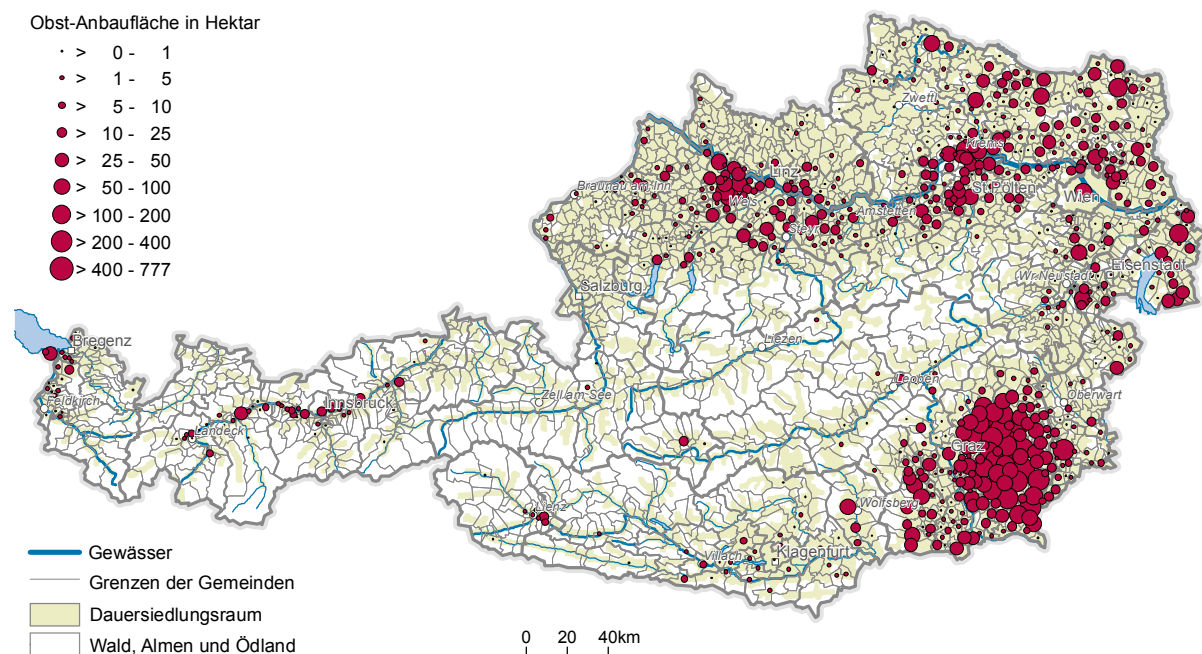 Obst-Anbaufläche in Hektar
> 0 - 1
> 1 - 5
> 5 - 10
> 10 - 25
> 25 - 50
> 50 - 100
> 100 - 200
> 200 - 400
> 400 - 777
Zwettl
Krems
Linz
Braunau am Inn
Wels
St.Pölten
Wien
Amstetten
Steyr
Eisenstadt
Wr.Neustadt
Salzburg
Bregenz
Liezen
Leoben
Oberwart
Zell am See
Innsbruck
Feldkirch
Landeck
Graz
Wolfsberg
Lienz
Villach
Klagenfurt
Gewässer
Grenzen der Gemeinden
Dauersiedlungsraum
Wald, Almen und Ödland
0 20 40km